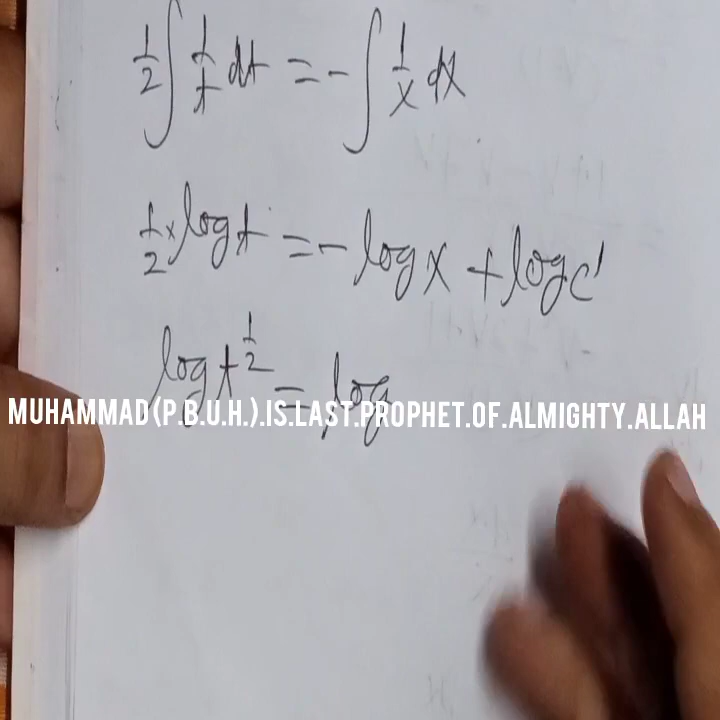 1/2 ∫ 1/t dt = - ∫ 1/x dx
1/2 × log t = - log x + log c'
log t^1/2 = log
MUHAMMAD(P.B.U.H.).IS.LAST.PROPHET.OF.ALMIGHTY.ALLAH